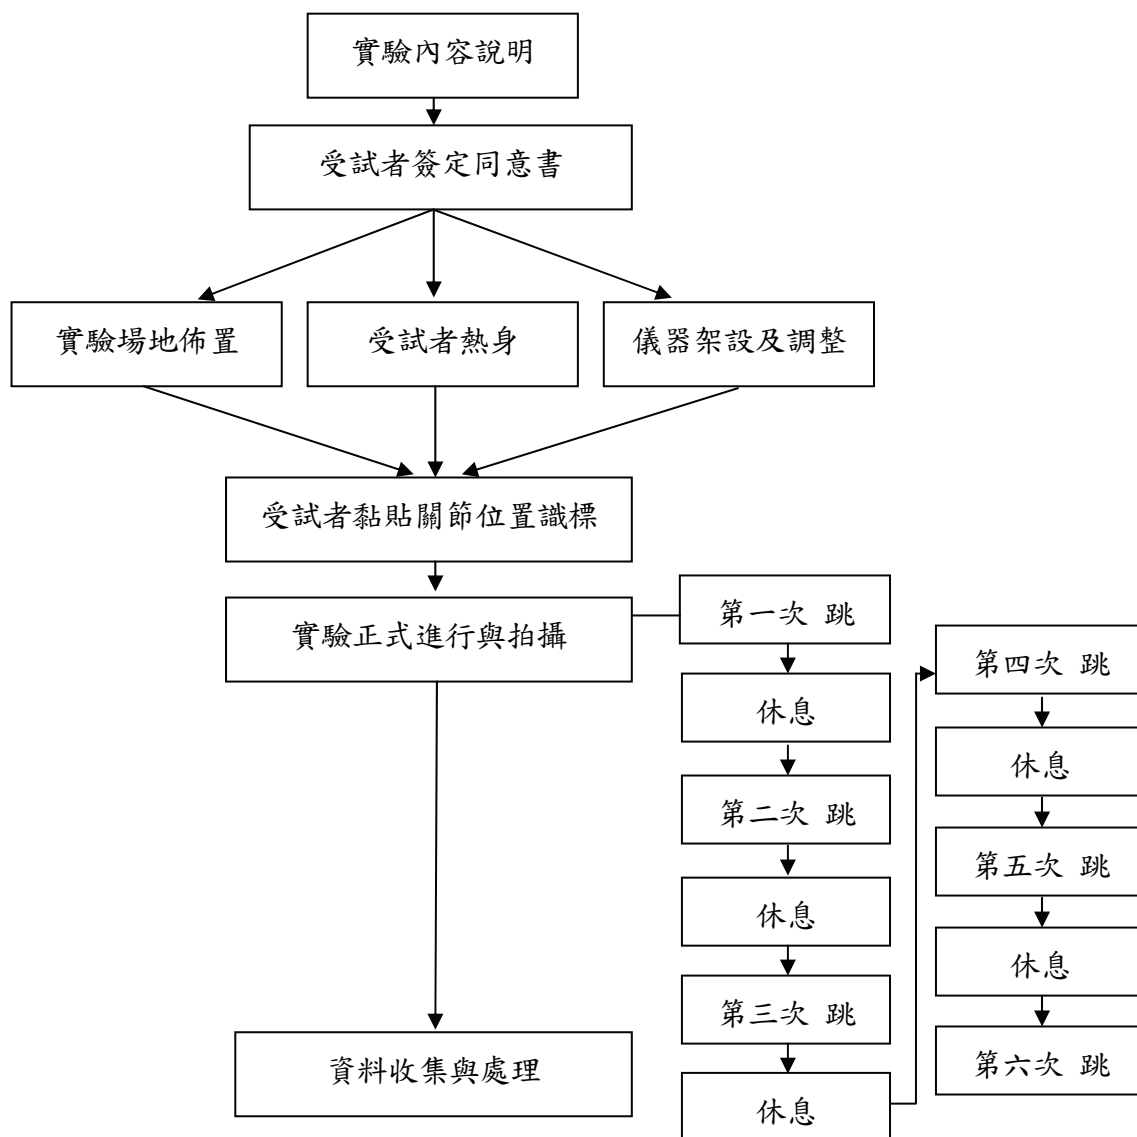 實驗內容說明
受試者簽定同意書
實驗場地佈置
受試者熱身
儀器架設及調整
受試者黏貼關節位置識標
實驗正式進行與拍攝
第一次 跳
休息
第二次 跳
休息
第三次 跳
休息
第四次 跳
休息
第五次 跳
休息
第六次 跳
資料收集與處理